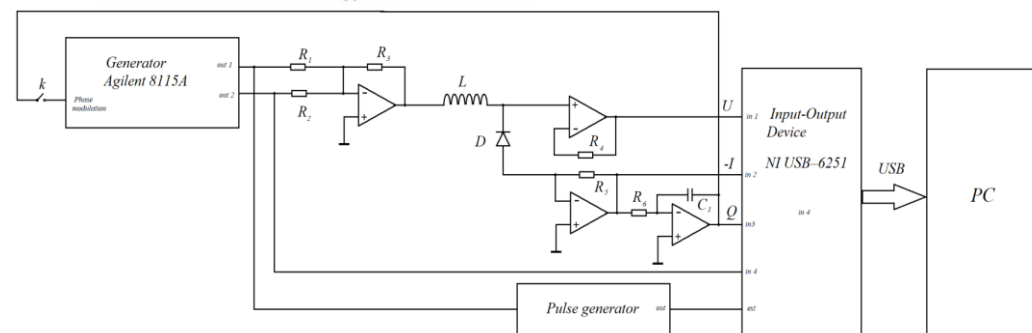 Generator
Agilent 8115A
out 1
out 2
k
Phase
modulation
R1
R3
R2
L
D
R4
R5
R6
C1
U
in 1
-I
in 2
Q
in3
in 4
ext
Input-Output
Device
NI USB–6251
in 4
USB
PC
Pulse generator
out